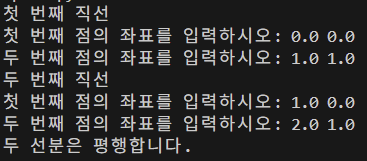 첫 번째 직선
첫 번째 점의 좌표를 입력하시오: 0.0 0.0
두 번째 점의 좌표를 입력하시오: 1.0 1.0
두 번째 직선
첫 번째 점의 좌표를 입력하시오: 1.0 0.0
두 번째 점의 좌표를 입력하시오: 2.0 1.0
두 선분은 평행합니다.